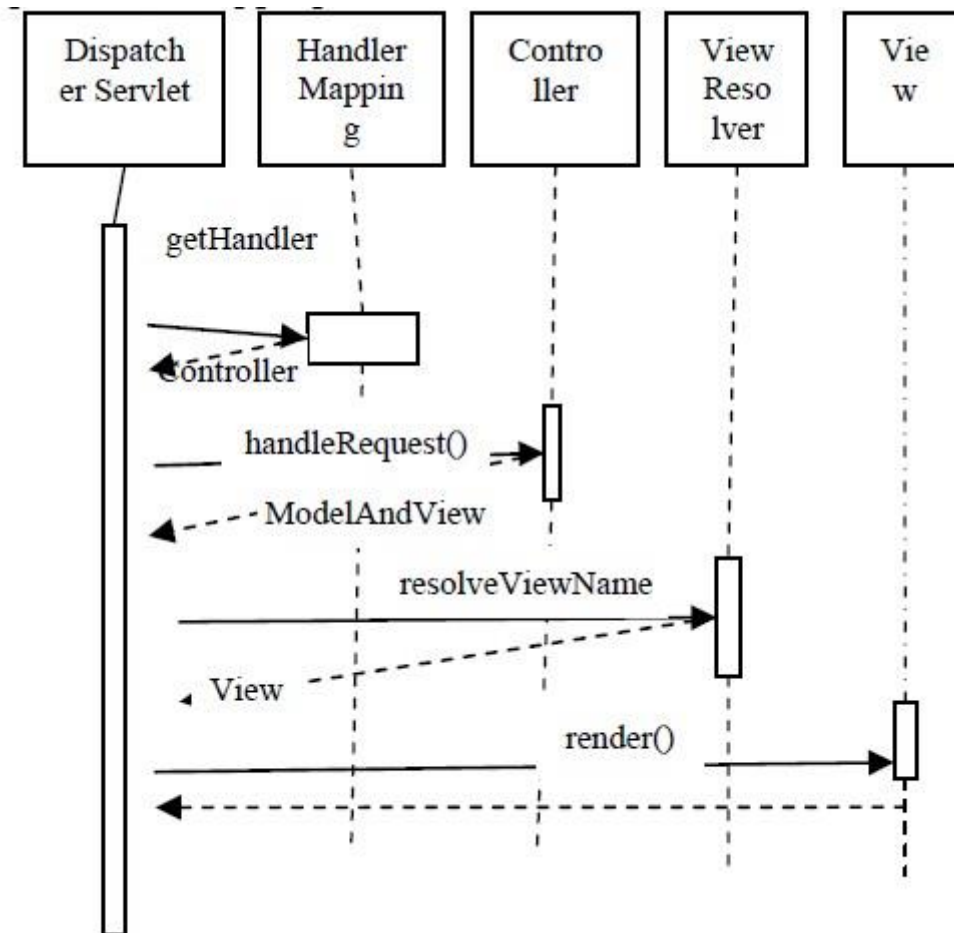 Dispatch
er Servlet
Handler
Mappin
g
Contro
ller
View
Reso
lver
Vie
w
getHandler
Controller
handleRequest()
ModelAndView
resolveViewName
View
render()